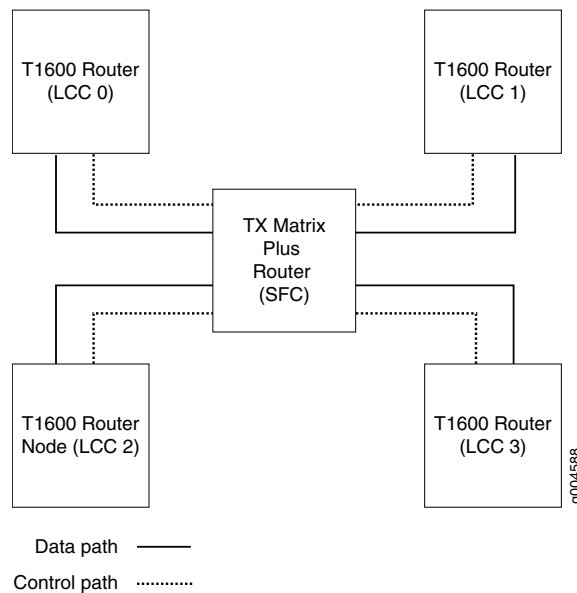 T1600 Router
(LCC 0)
T1600 Router
(LCC 1)
TX Matrix
Plus
Router
(SFC)
T1600 Router
Node (LCC 2)
T1600 Router
(LCC 3)
g004588
Data path
Control path